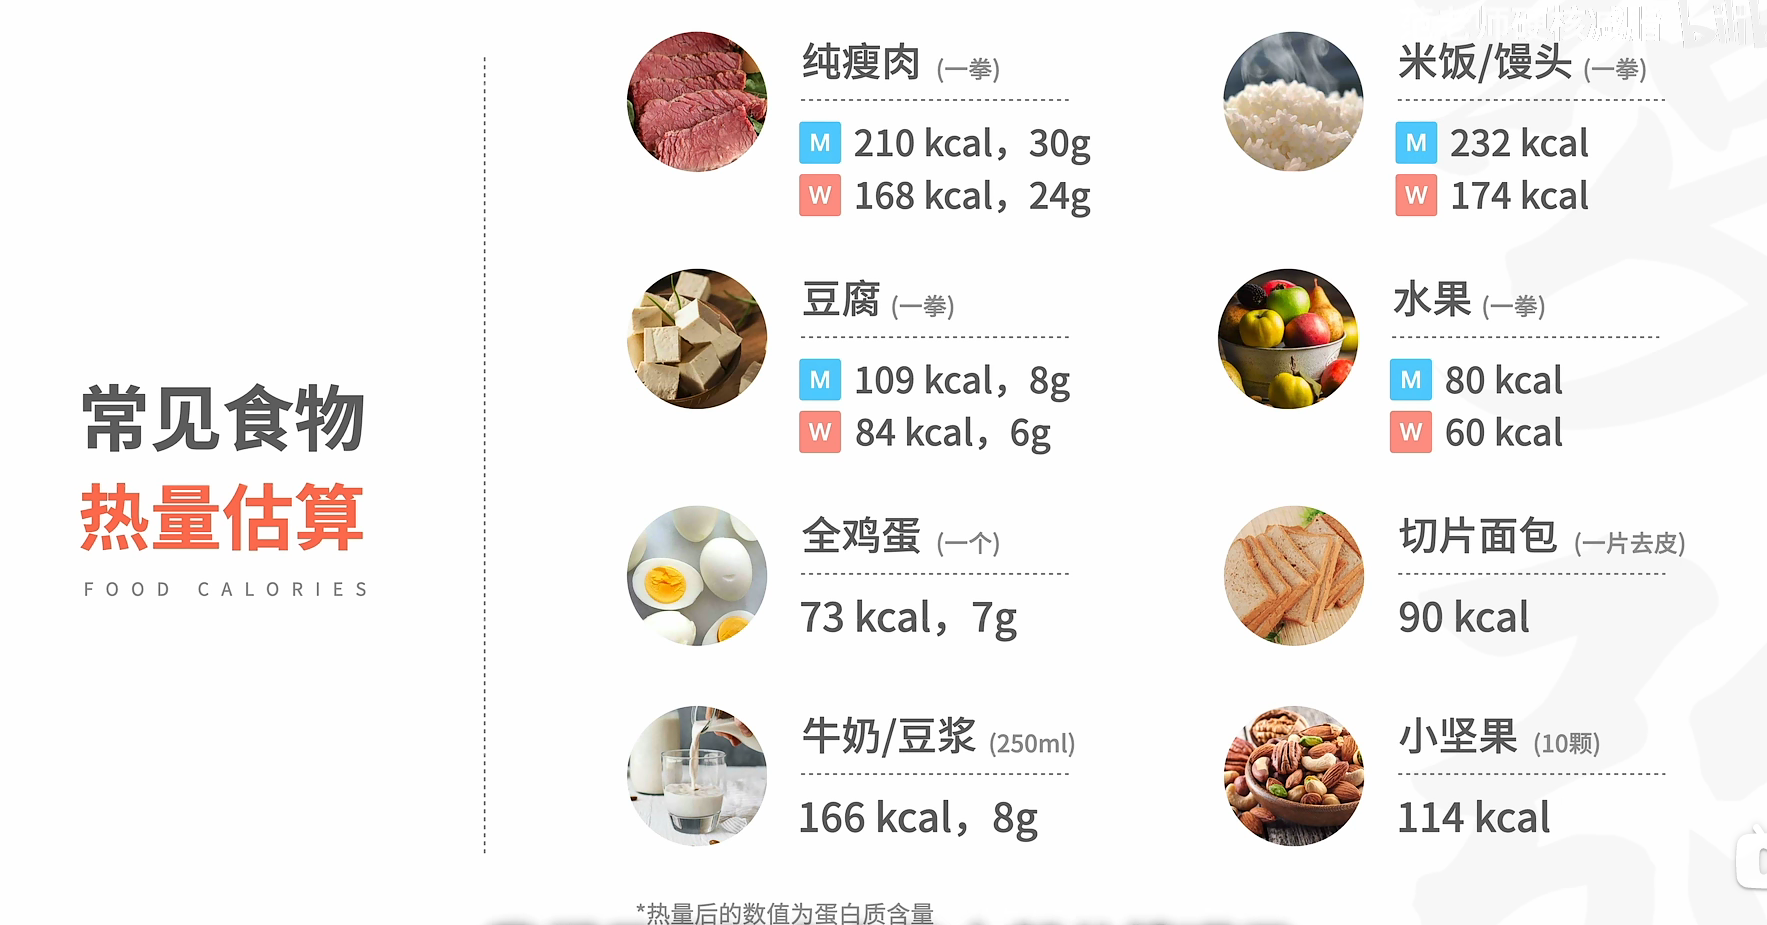 常见食物
热量估算
FOOD CALORIES
纯瘦肉 (一拳)
M 210 kcal，30g
W 168 kcal，24g
豆腐 (一拳)
M 109 kcal，8g
W 84 kcal，6g
全鸡蛋 (一个)
73 kcal，7g
牛奶/豆浆 (250ml)
166 kcal，8g
米饭/馒头 (一拳)
M 232 kcal
W 174 kcal
水果 (一拳)
M 80 kcal
W 60 kcal
切片面包 (一片去皮)
90 kcal
小坚果 (10颗)
114 kcal
*热量后的数值为蛋白质含量